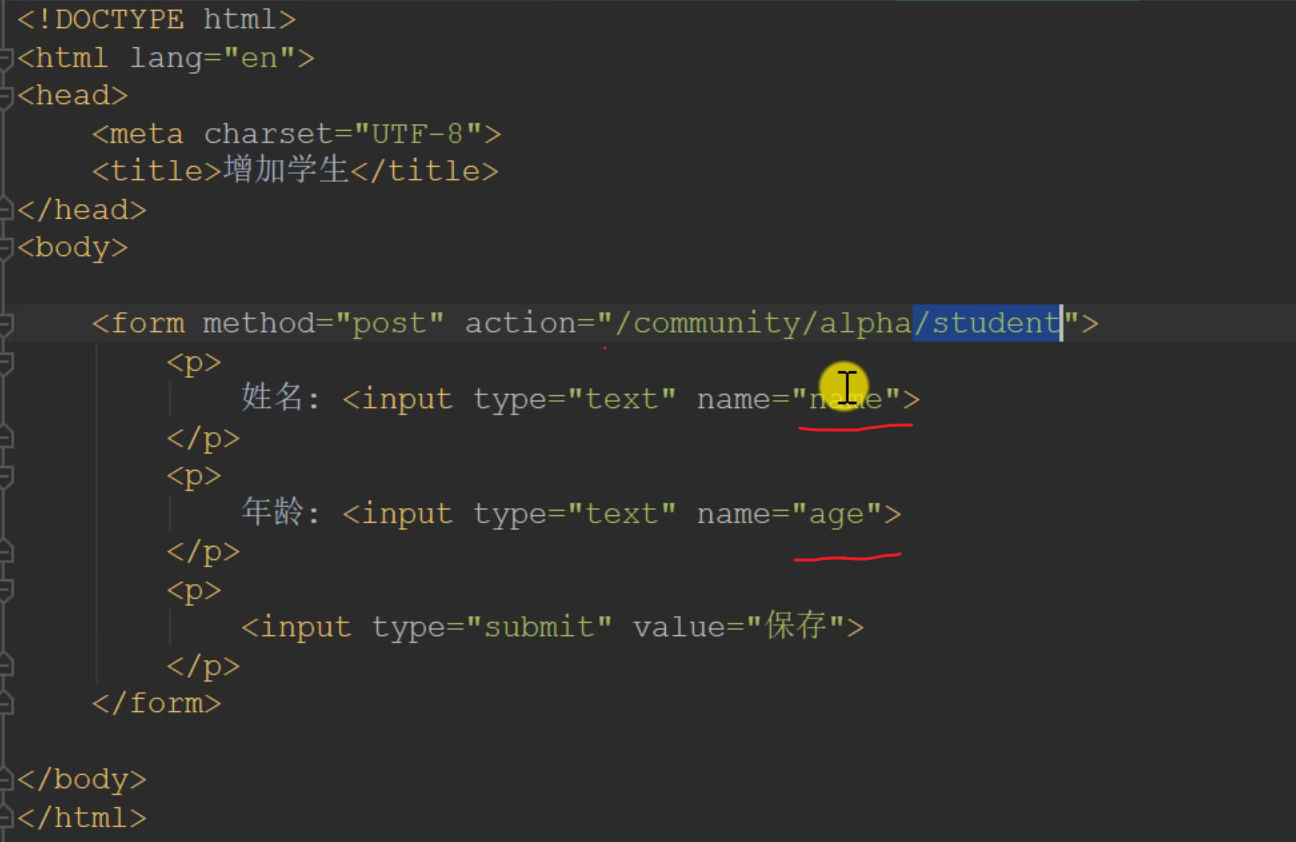 <!DOCTYPE html>
<html lang="en">
<head>
    <meta charset="UTF-8">
    <title>增加学生</title>
</head>
<body>
    <form method="post" action="/community/alpha/student">
        <p>
            姓名: <input type="text" name="name">
        </p>
        <p>
            年龄: <input type="text" name="age">
        </p>
        <p>
            <input type="submit" value="保存">
        </p>
    </form>
</body>
</html>